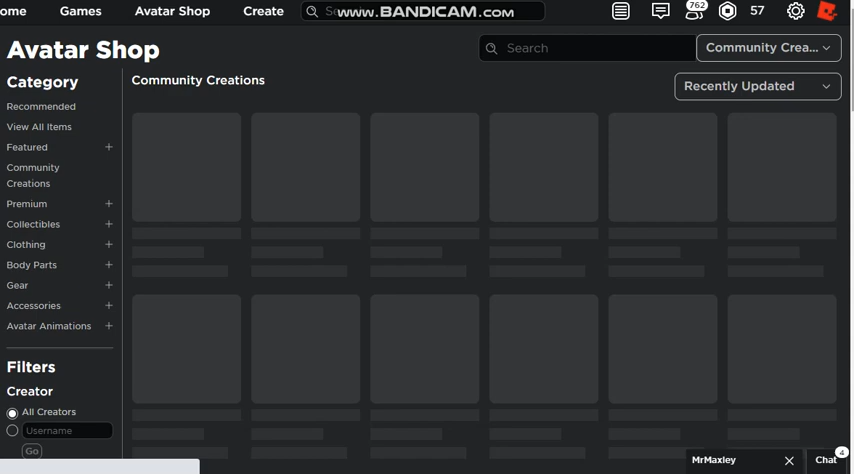 ome Games Avatar Shop Create Se www.BANDICAM.com 762 57
Avatar Shop
Search Community Crea...
Category
Community Creations
Recently Updated
Recommended
View All Items
Featured +
Community
Creations
Premium +
Collectibles +
Clothing +
Body Parts +
Gear +
Accessories +
Avatar Animations +
Filters
Creator
All Creators
Username
Go
MrMaxley
Chat 4